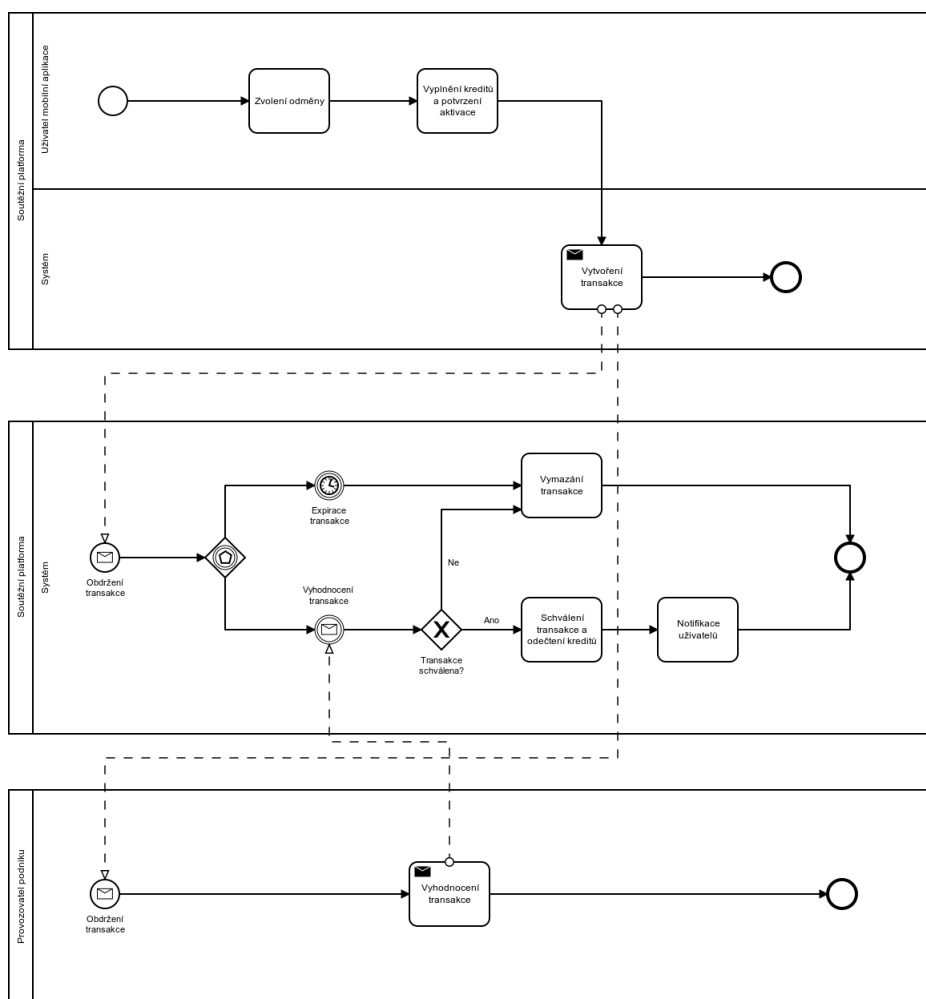 Soutěžní platforma
Uživatel mobilní aplikace
Zvolení odměny
Vyplnění kreditů
a potvrzení
aktivace
Systém
Vytvoření
transakce
Soutěžní platforma
Systém
Obdržení
transakce
Expirace
transakce
Vymazání
transakce
Ne
Vyhodnocení
transakce
Transakce
schválena?
Ano
Schválení
transakce a
odečtení kreditů
Notifikace
uživatelů
Provozovatel podniku
Obdržení
transakce
Vyhodnocení
transakce